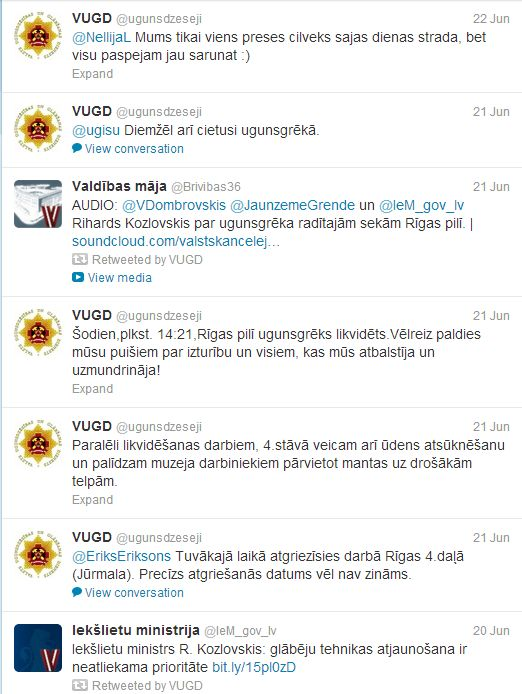 VUGD @ugunsdzeseji 22 Jun
@NellijaL Mums tikai viens preses cilveks sajas dienas strada, bet
visu paspejam jau sarunat :)
Expand
VUGD @ugunsdzeseji 21 Jun
@ugisu Diemžēl arī cietusi ugunsgrēkā.
View conversation
Valdības māja @Brivibas36 21 Jun
AUDIO: @VDombrovskis @JaunzemeGrende un @IeM_gov_lv
Rihards Kozlovskis par ugunsgrēka radītajām sekām Rīgas pilī. |
soundcloud.com/valstskancelej…
Retweeted by VUGD
View media
VUGD @ugunsdzeseji 21 Jun
Šodien,plkst. 14:21,Rīgas pilī ugunsgrēks likvidēts.Vēlreiz paldies
mūsu puišiem par izturību un visiem, kas mūs atbalstīja un
uzmundrināja!
Expand
VUGD @ugunsdzeseji 21 Jun
Paralēli likvidēšanas darbiem, 4.stāvā veicam arī ūdens atsūknēšanu
un palīdzam muzeja darbiniekiem pārvietot mantas uz drošākām
telpām.
Expand
VUGD @ugunsdzeseji 21 Jun
@EriksEriksons Tuvākajā laikā atgriezīsies darbā Rīgas 4.daļā
(Jūrmala). Precīzs atgriešanās datums vēl nav zināms.
View conversation
Iekšlietu ministrija @IeM_gov_lv 20 Jun
Iekšlietu ministrs R. Kozlovskis: glābēju tehnikas atjaunošana ir
neatliekama prioritāte bit.ly/15pl0zD
Retweeted by VUGD